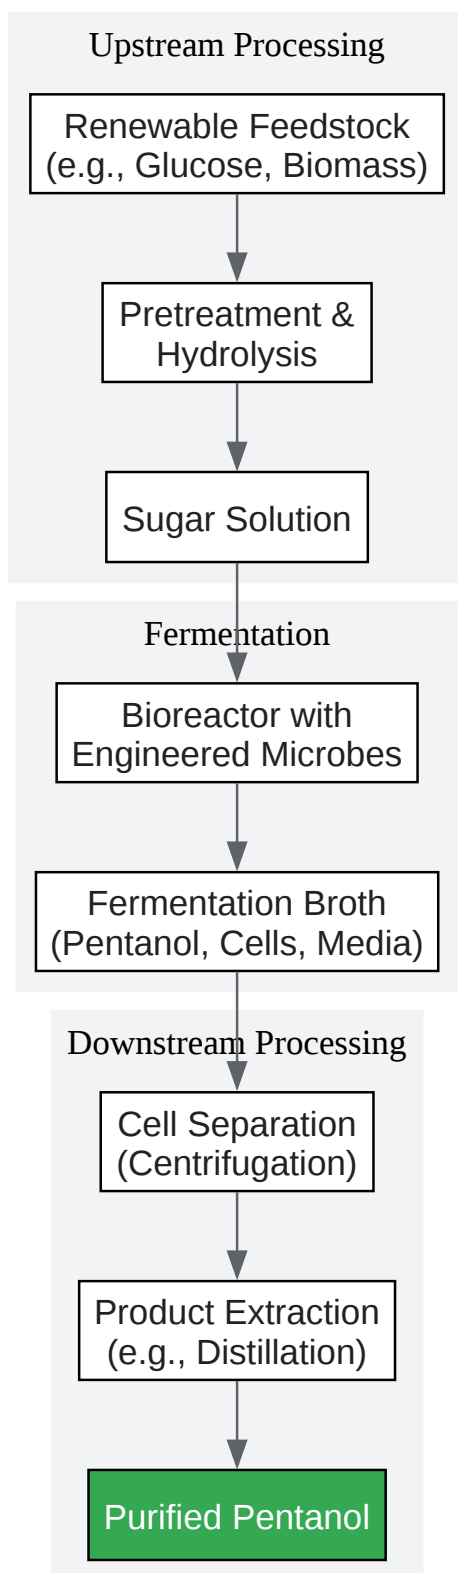 Upstream Processing
Renewable Feedstock
(e.g., Glucose, Biomass)
Pretreatment &
Hydrolysis
Sugar Solution
Fermentation
Bioreactor with
Engineered Microbes
Fermentation Broth
(Pentanol, Cells, Media)
Downstream Processing
Cell Separation
(Centrifugation)
Product Extraction
(e.g., Distillation)
Purified Pentanol